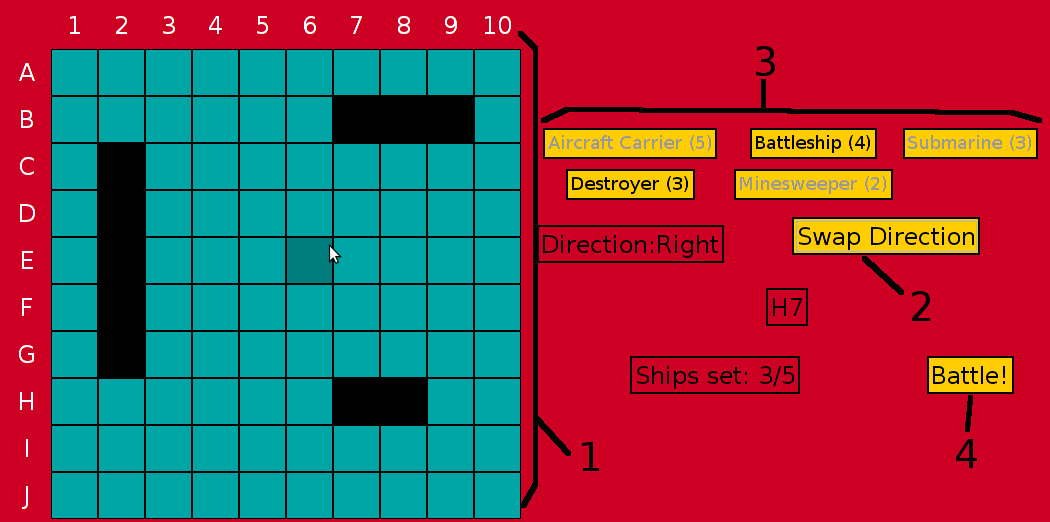 1 2 3 4 5 6 7 8 9 10
A
B
C
D
E
F
G
H
I
J
3
Aircraft Carrier (5) Battleship (4) Submarine (3)
Destroyer (3) Minesweeper (2)
Direction:Right Swap Direction
2
H7
Ships set: 3/5 Battle!
1
4